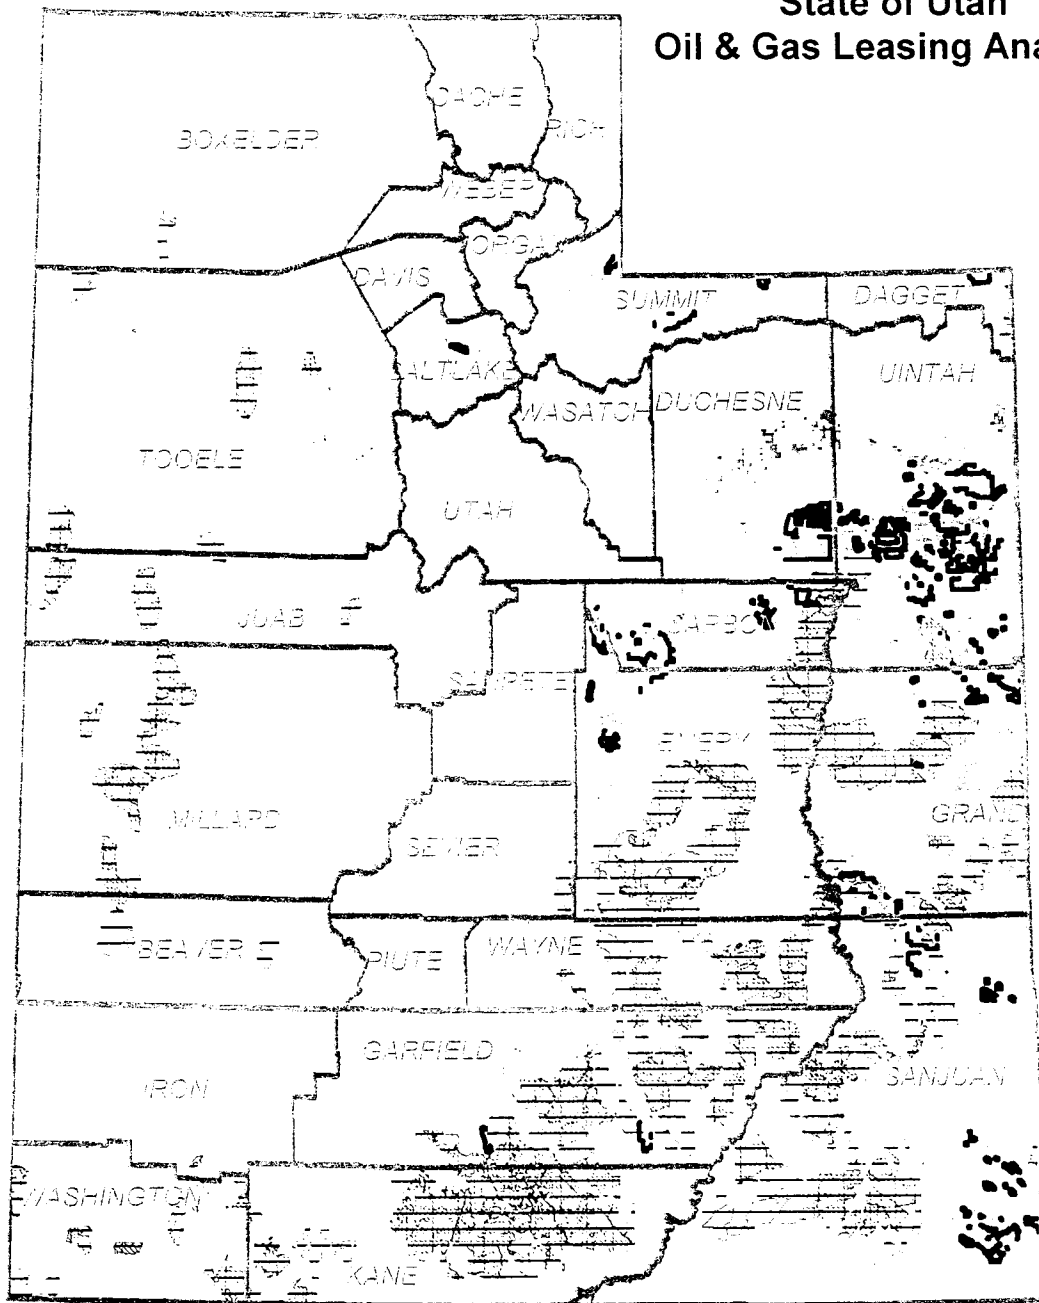 State of Utah
Oil & Gas Leasing Ana
CACHE
RICH
BOXELDER
WEBER
MORGAN
DAVIS
SUMMIT
DAGGET
SALTLAKE
UINTAH
WASATCH
DUCHESNE
TOOELE
UTAH
JUAB
CARBO
SANPETE
EMERY
MILLARD
GRAND
SEVIER
BEAVER
PIUTE
WAYNE
GARFIELD
IRON
SANJUAN
WASHINGTON
KANE